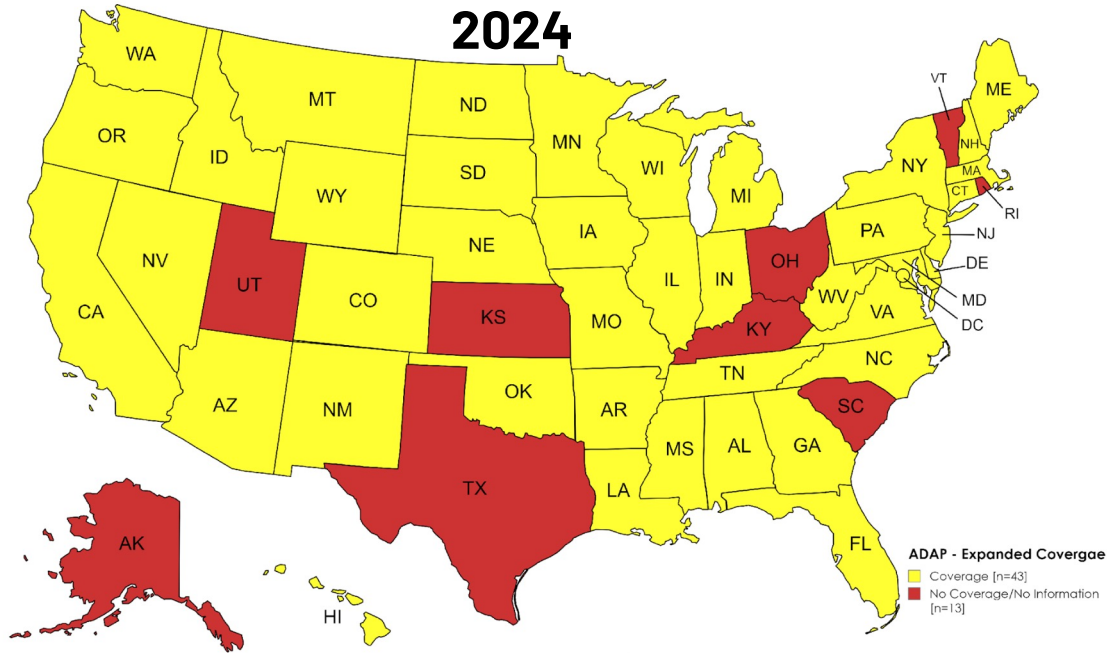 2024
WA
OR
CA
ID
NV
MT
WY
UT
AZ
CO
NM
ND
SD
NE
KS
OK
TX
MN
IA
MO
AR
LA
WI
IL
MI
IN
OH
KY
TN
MS
AL
GA
FL
SC
NC
VA
WV
PA
NY
VT
NH
ME
MA
CT
RI
NJ
DE
MD
DC
AK
HI
ADAP - Expanded Covergae
Coverage [n=43]
No Coverage/No Information
[n=13]